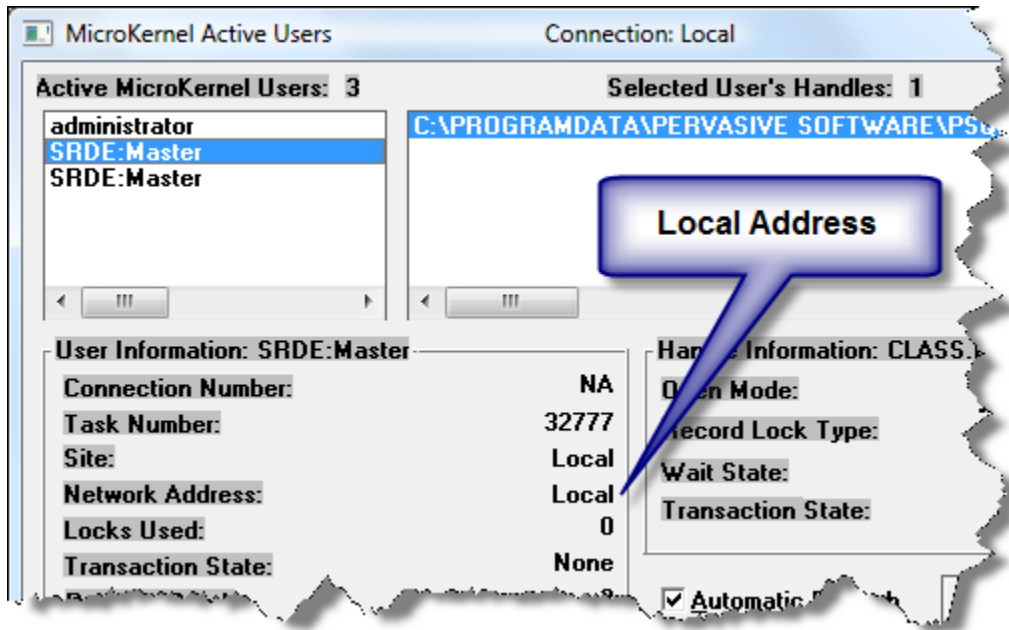 MicroKernel Active Users Connection: Local
Active MicroKernel Users: 3 Selected User's Handles: 1
administrator
SRDE:Master
SRDE:Master
C:\PROGRAMDATA\PERVASIVE SOFTWARE\
Local Address
User Information: SRDE:Master
Connection Number: NA
Task Number: 32777
Site: Local
Network Address: Local
Locks Used: 0
Transaction State: None
Information: CLASS.
Mode:
Record Lock Type:
Wait State:
Transaction State:
Automatic